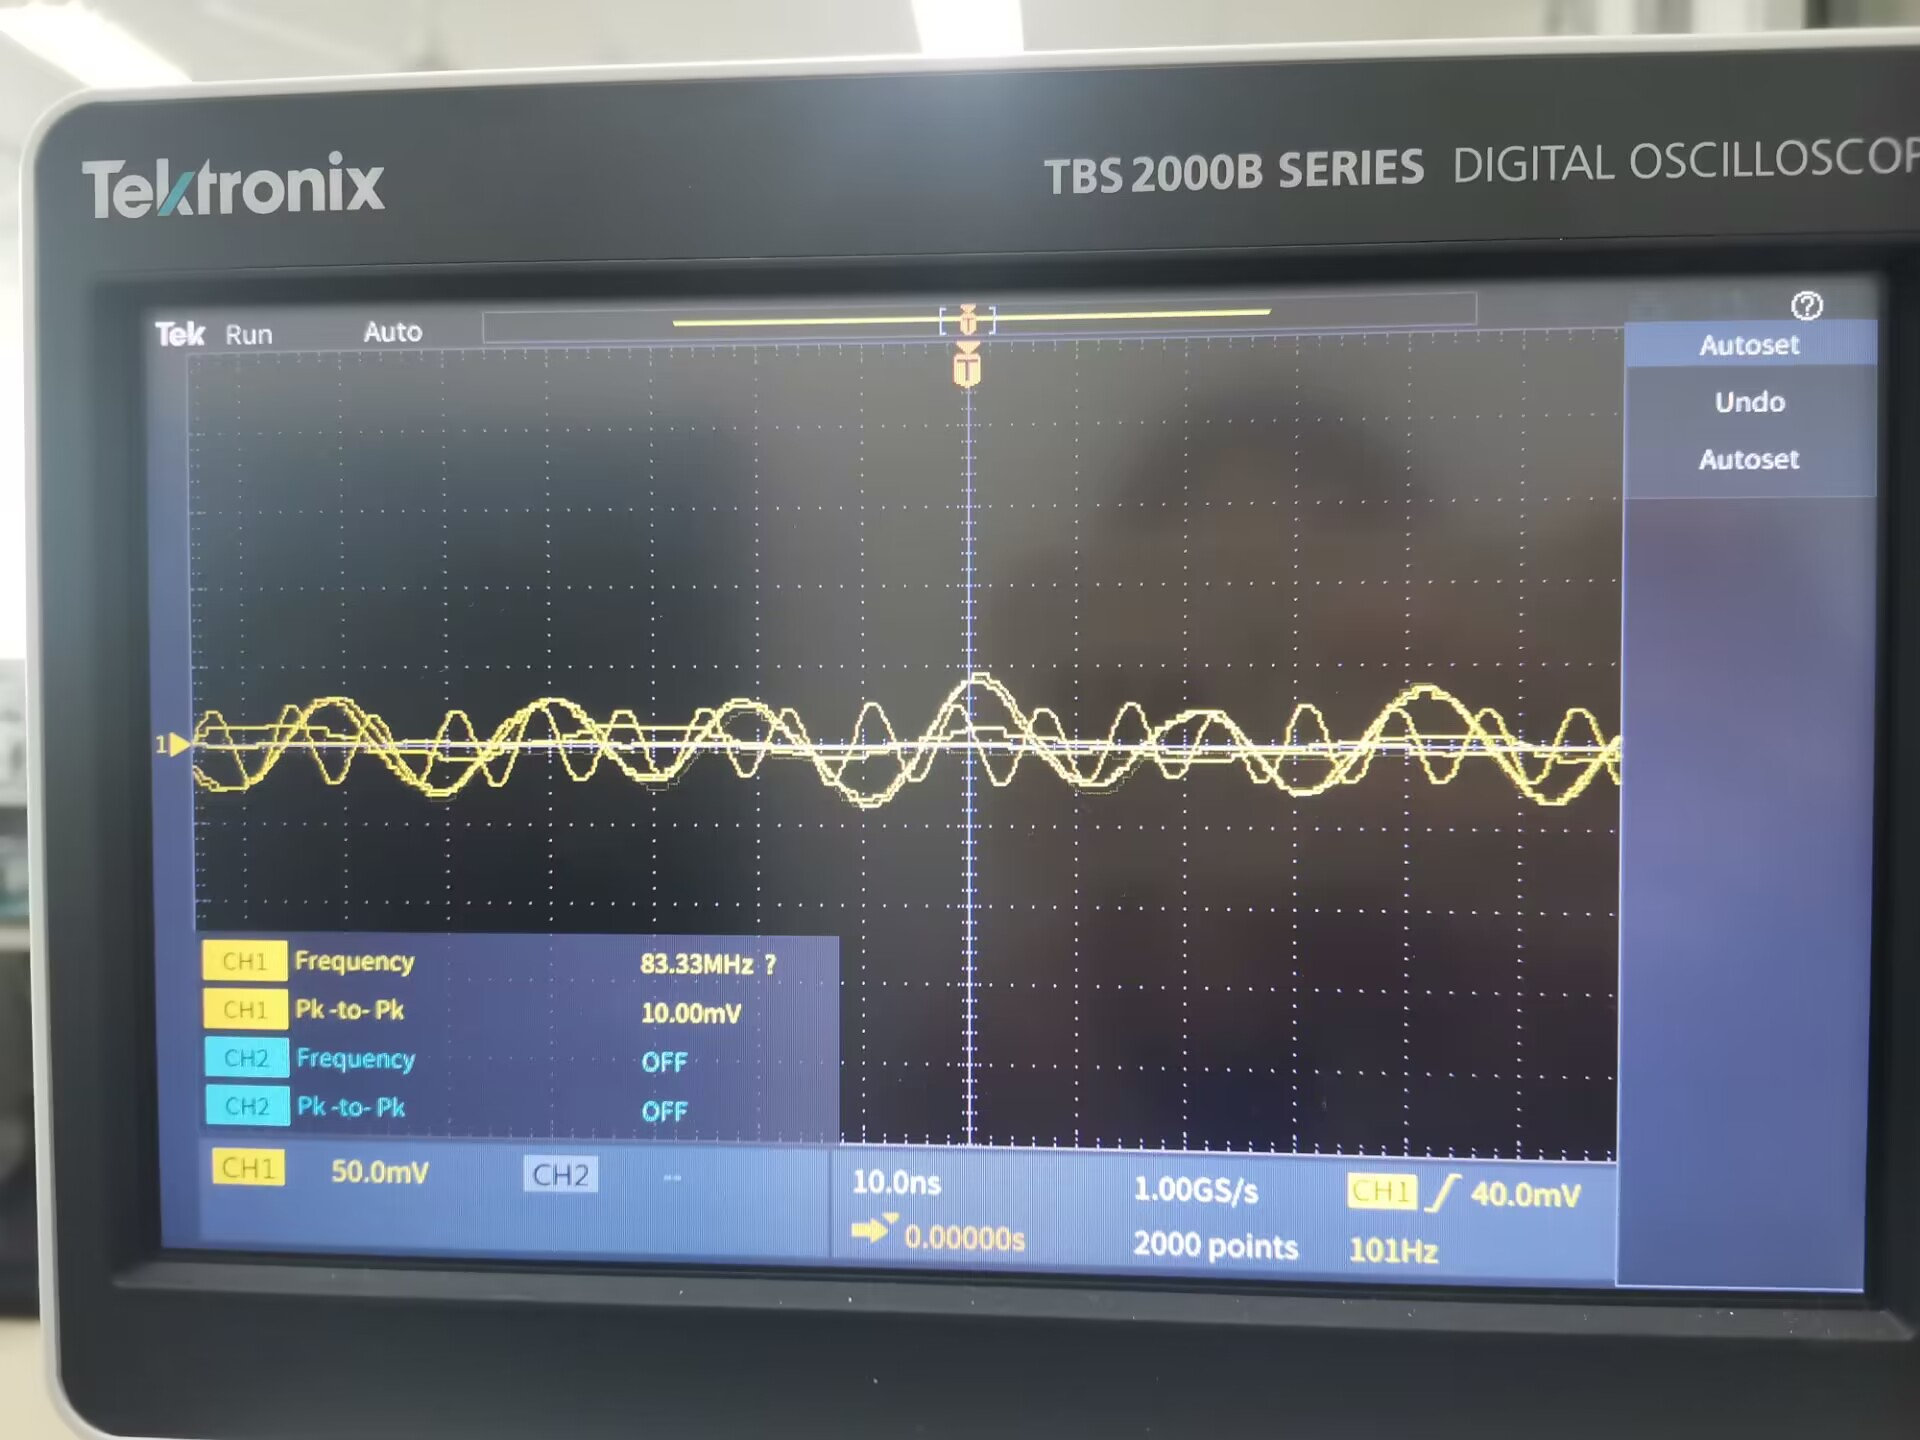 Tektronix
TBS 2000B SERIES DIGITAL OSCILLOSCOP
Tek Run Auto
T
T
?
Autoset
Undo
Autoset
1
CH1 Frequency 83.33MHz ?
CH1 Pk-to-Pk 10.00mV
CH2 Frequency OFF
CH2 Pk-to-Pk OFF
CH1 50.0mV CH2 --
10.0ns 1.00GS/s CH1 40.0mV
0.00000s 2000 points 101Hz